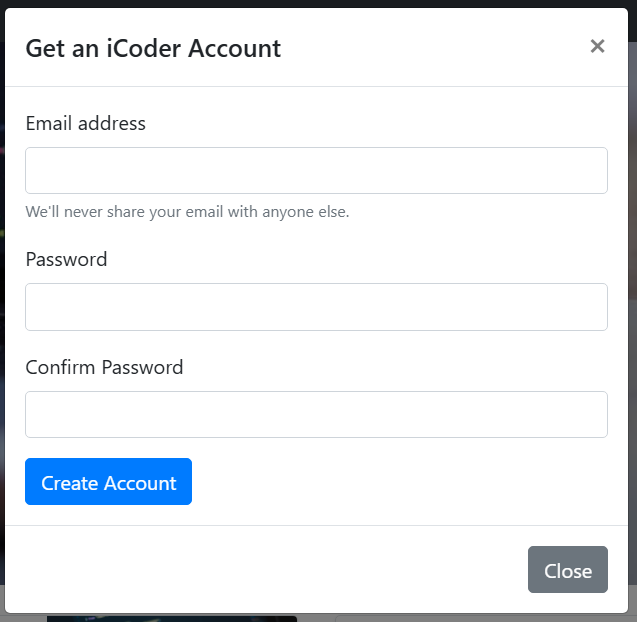 Get an iCoder Account ×
Email address
We'll never share your email with anyone else.
Password
Confirm Password
Create Account
Close